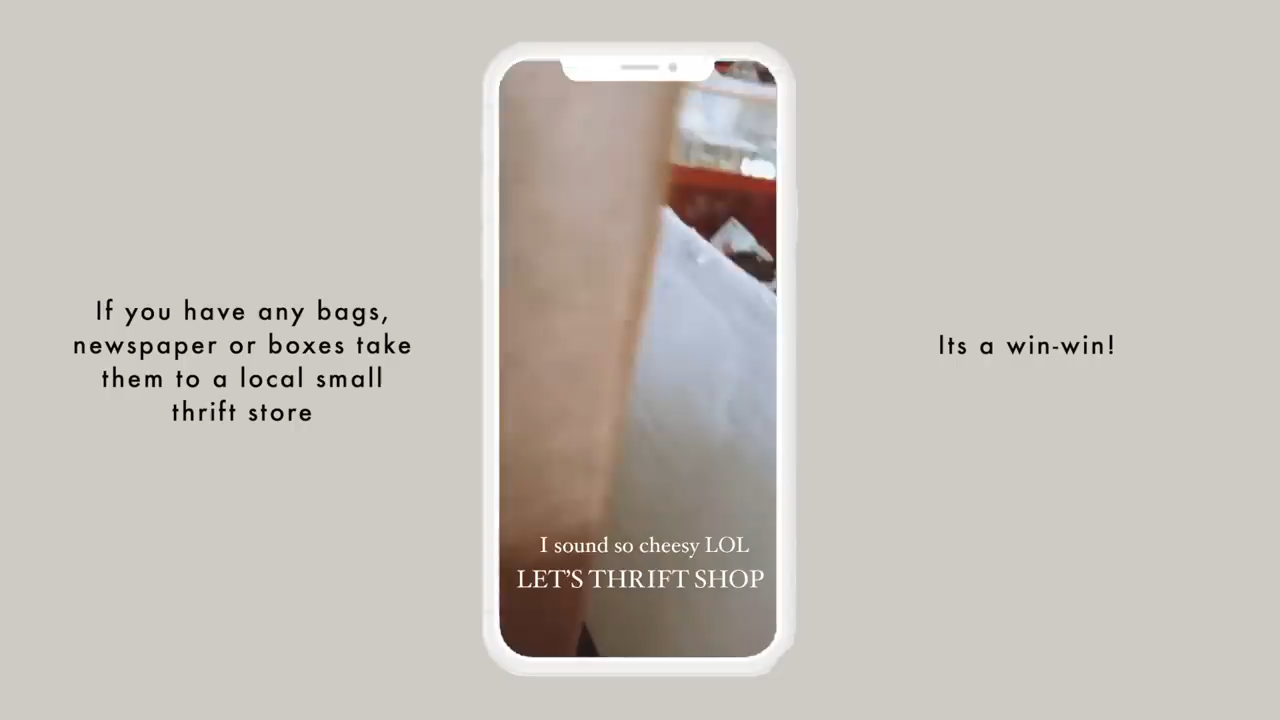 If you have any bags,
newspaper or boxes take
them to a local small
thrift store
I sound so cheesy LOL
LET'S THRIFT SHOP
Its a win-win!